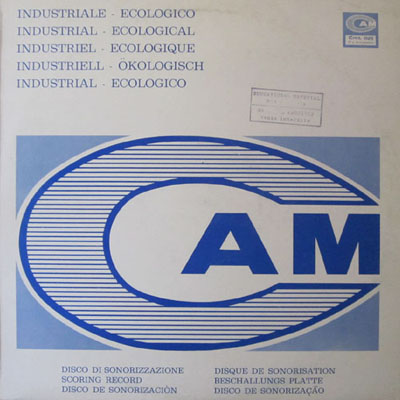 INDUSTRIALE - ECOLOGICO
INDUSTRIAL - ECOLOGICAL
INDUSTRIEL - ECOLOGIQUE
INDUSTRIELL - ÖKOLOGISCH
INDUSTRIAL - ECOLOGICO
CAM
CAM
DISCO DI SONORIZZAZIONE
SCORING RECORD
DISCO DE SONORIZACIÓN
DISQUE DE SONORISATION
BESCHALLUNGS PLATTE
DISCO DE SONORIZAÇÃO